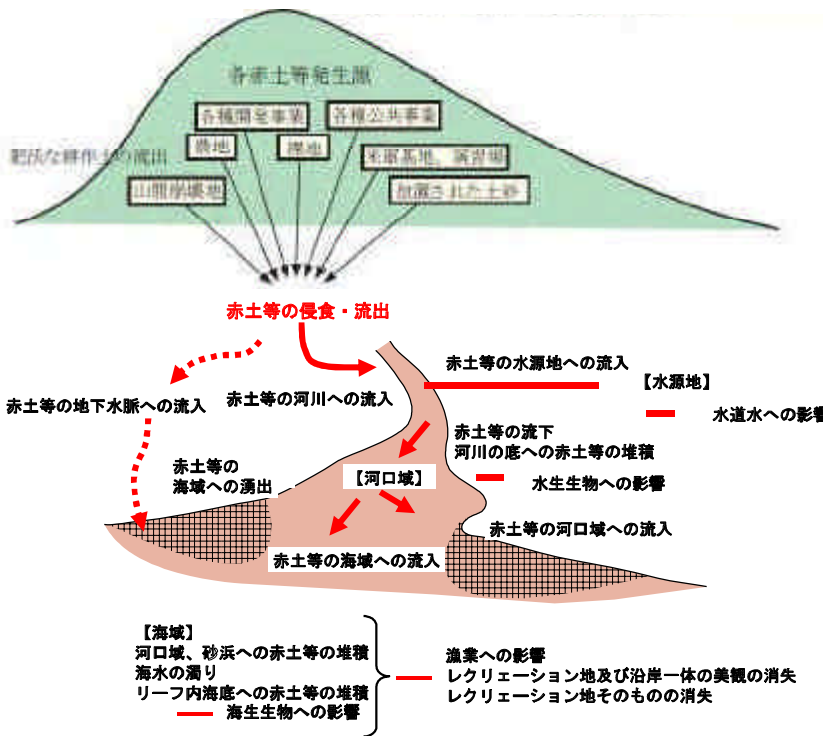 各赤土等発生源
各種開発事業
各種公共事業
農地
裸地
肥沃な耕作土の流出
米軍基地、演習場
山間崩壊地
放置された土砂
赤土等の侵食・流出
赤土等の水源地への流入
【水源地】
赤土等の地下水脈への流入
赤土等の河川への流入
水道水への影響
赤土等の流下
河川の底への赤土等の堆積
赤土等の
海域への湧出
【河口域】
水生生物への影響
赤土等の河口域への流入
赤土等の海域への流入
【海域】
河口域、砂浜への赤土等の堆積
海水の濁り
リーフ内海底への赤土等の堆積
海生生物への影響
漁業への影響
レクリェーション地及び沿岸一体の美観の消失
レクリェーション地そのものの消失